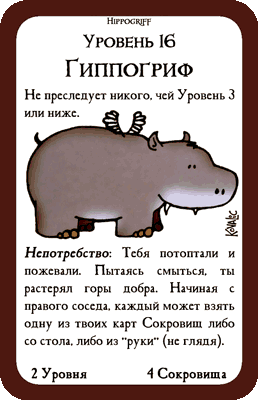 Hippogriff
Уровень 16
Гиппогриф
Не преследует никого, чей Уровень 3
или ниже.
Kovalic
Непотребство: Тебя потоптали и
пожевали. Пытаясь смыться, ты
растерял горы добра. Начиная с
правого соседа, каждый может взять
одну из твоих карт Сокровищ либо
со стола, либо из "руки" (не глядя).
2 Уровня 4 Сокровища